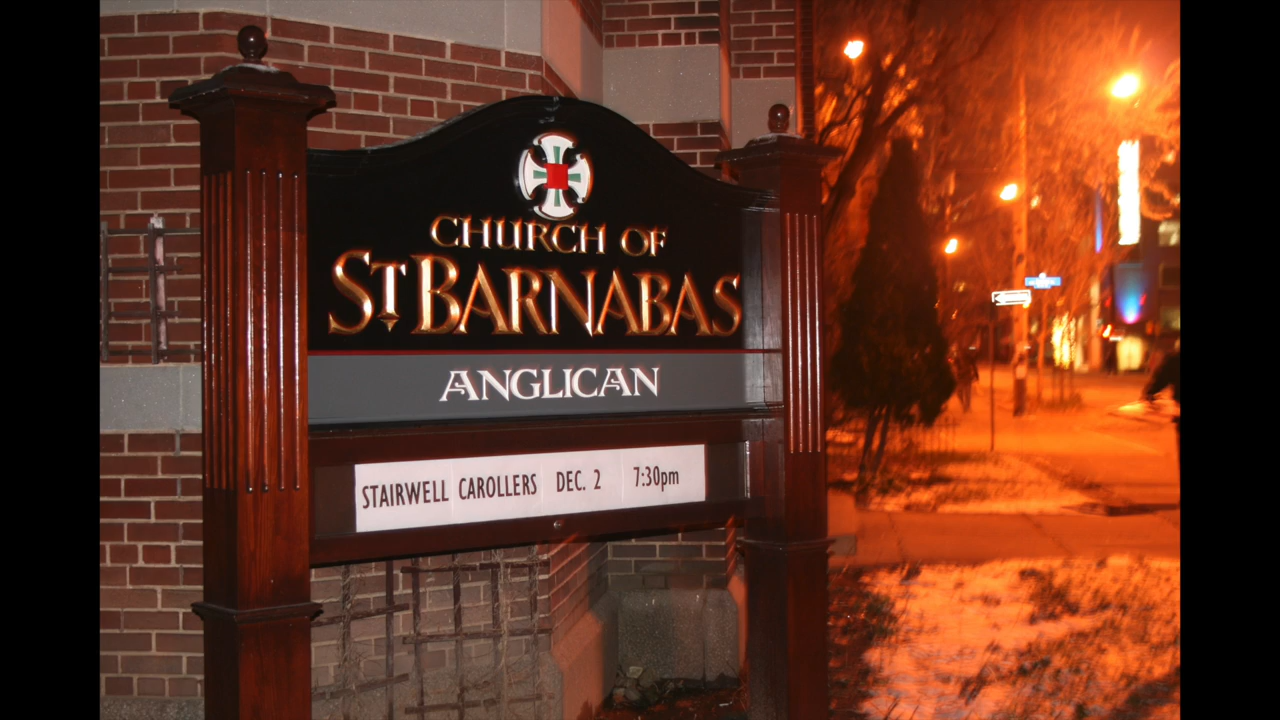 CHURCH OF
ST BARNABAS
ANGLICAN
STAIRWELL CAROLLERS DEC. 2 7:30pm